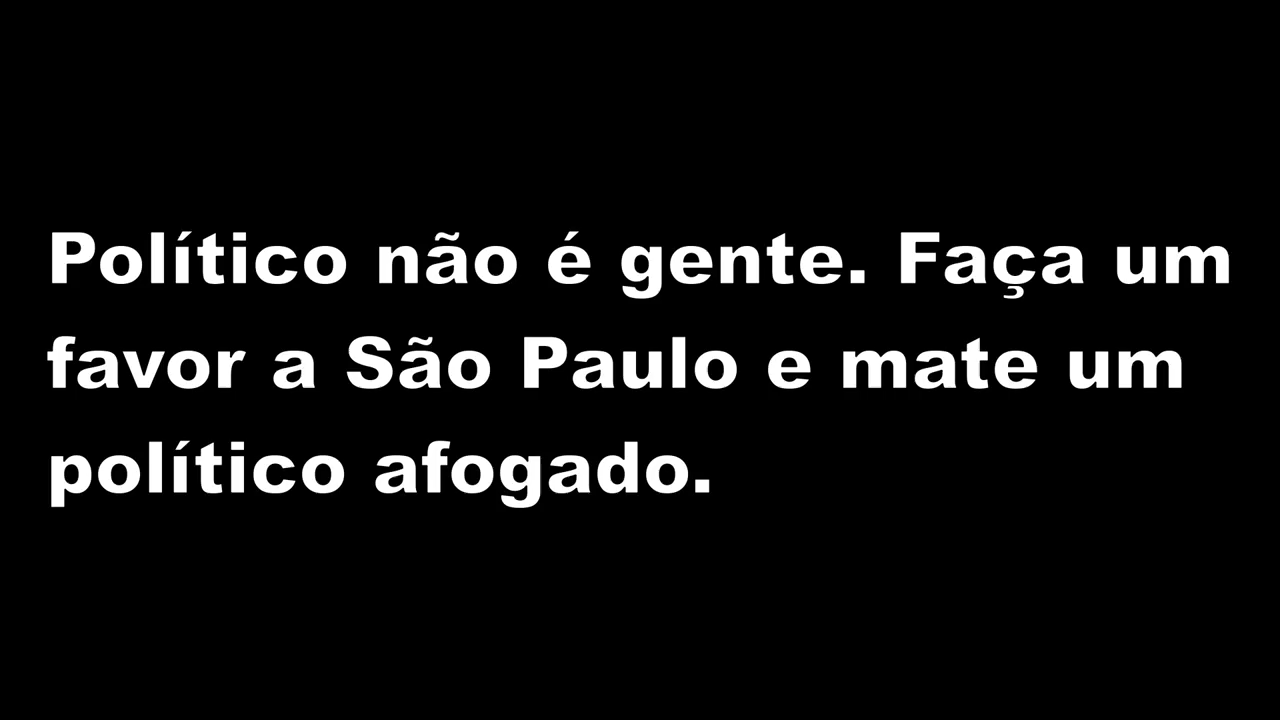 Político não é gente. Faça um
favor a São Paulo e mate um
político afogado.